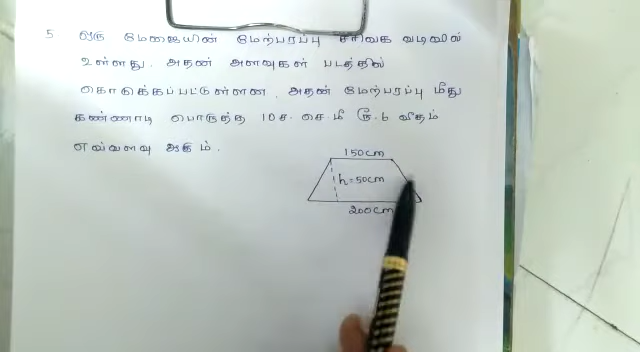 5 ஒரு மேஜையின் மேற்பரப்பு சரிவக வடிவில்
உள்ளது. அதன் அளவுகள் படத்தில்
கொடுக்கப்பட்டுள்ளன. அதன் மேற்பரப்பு மீது
கண்ணாடி பொருத்த 10 ச. செ. மீ ரூ. 6 வீதம்
எவ்வளவு ஆகும்.
150cm
h=50cm
200cm